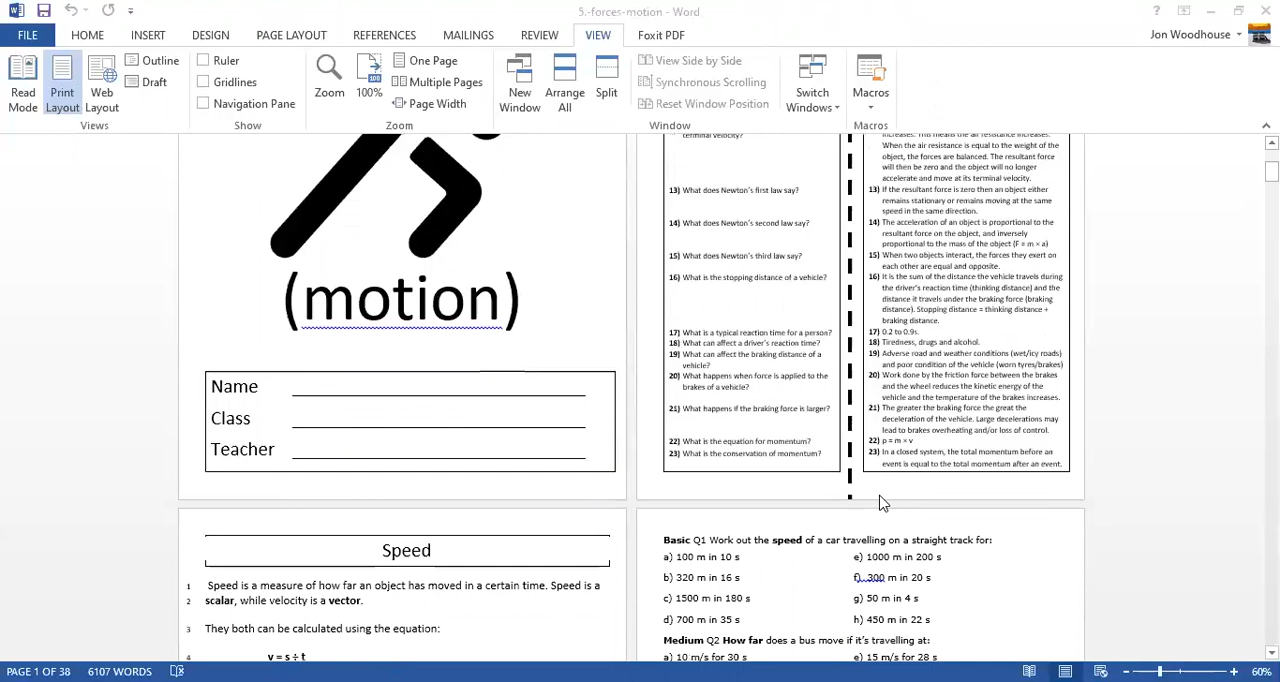 5.-forces-motion - Word
FILE
HOME
INSERT
DESIGN
PAGE LAYOUT
REFERENCES
MAILINGS
REVIEW
VIEW
Foxit PDF
Jon Woodhouse
Read Mode
Print Layout
Web Layout
Outline
Draft
Views
Ruler
Gridlines
Navigation Pane
Show
Zoom
100%
One Page
Multiple Pages
Page Width
Zoom
New Window
Arrange All
Split
View Side by Side
Synchronous Scrolling
Reset Window Position
Window
Switch Windows
Macros
Macros
(motion)
Name
Class
Teacher
terminal velocity?
13) What does Newton's first law say?
14) What does Newton's second law say?
15) What does Newton's third law say?
16) What is the stopping distance of a vehicle?
17) What is a typical reaction time for a person?
18) What can affect a driver's reaction time?
19) What can affect the braking distance of a
vehicle?
20) What happens when force is applied to the
brakes of a vehicle?
21) What happens if the braking force is larger?
22) What is the equation for momentum?
23) What is the conservation of momentum?
increases. This means the air resistance increases.
When the air resistance is equal to the weight of the
object, the forces are balanced. The resultant force
will then be zero and the object will no longer
accelerate and move at its terminal velocity.
13) If the resultant force is zero then an object either
remains stationary or remains moving at the same
speed in the same direction.
14) The acceleration of an object is proportional to the
resultant force on the object, and inversely
proportional to the mass of the object (F = m × a)
15) When two objects interact, the forces they exert on
each other are equal and opposite.
16) It is the sum of the distance the vehicle travels during
the driver's reaction time (thinking distance) and the
distance it travels under the braking force (braking
distance). Stopping distance = thinking distance +
braking distance.
17) 0.2 to 0.9s.
18) Tiredness, drugs and alcohol.
19) Adverse road and weather conditions (wet/icy roads)
and poor condition of the vehicle (worn tyres/brakes)
20) Work done by the friction force between the brakes
and the wheel reduces the kinetic energy of the
vehicle and the temperature of the brakes increases.
21) The greater the braking force the great the
deceleration of the vehicle. Large decelerations may
lead to brakes overheating and/or loss of control.
22) p = m × v
23) In a closed system, the total momentum before an
event is equal to the total momentum after an event.
Speed
1 Speed is a measure of how far an object has moved in a certain time. Speed is a
2 scalar, while velocity is a vector.
3 They both can be calculated using the equation:
4 v = s ÷ t
Basic Q1 Work out the speed of a car travelling on a straight track for:
a) 100 m in 10 s e) 1000 m in 200 s
b) 320 m in 16 s f) 300 m in 20 s
c) 1500 m in 180 s g) 50 m in 4 s
d) 700 m in 35 s h) 450 m in 22 s
Medium Q2 How far does a bus move if it's travelling at:
a) 10 m/s for 30 s e) 15 m/s for 28 s
PAGE 1 OF 38
6107 WORDS
60%